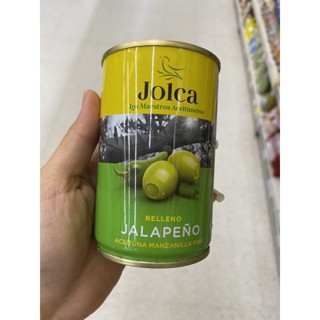 Jolca
los Maestros Aceituneros
RELLENO
JALAPEÑO
ACEITUNA MANZANILLA FINA